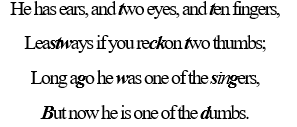 He has ears, and two eyes, and ten fingers,
Leastways if you reckon two thumbs;
Long ago he was one of the singers,
But now he is one of the dumbs.